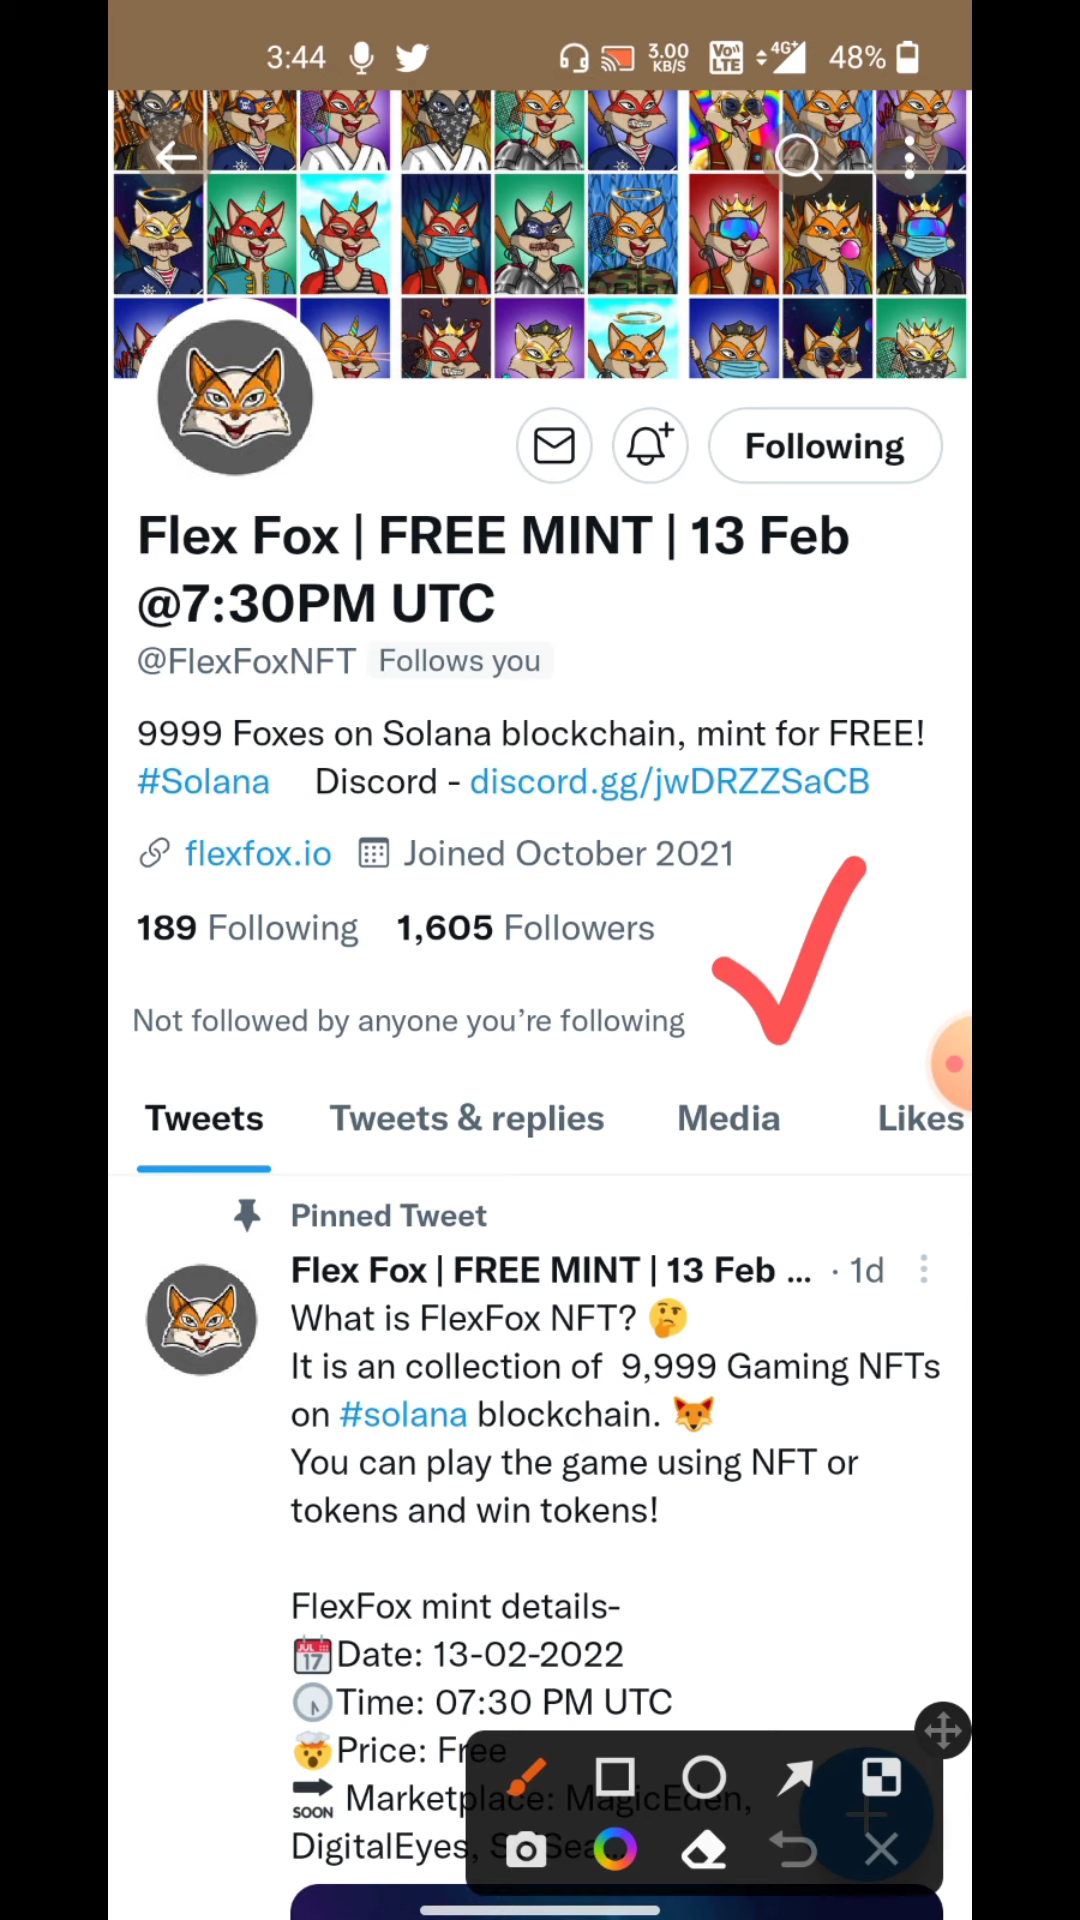 3:44 3.00 KB/S Vo)) LTE 4G+ 48%
Following
Flex Fox | FREE MINT | 13 Feb
@7:30PM UTC
@FlexFoxNFT Follows you
9999 Foxes on Solana blockchain, mint for FREE!
#Solana Discord - discord.gg/jwDRZZSaCB
flexfox.io Joined October 2021
189 Following 1,605 Followers
Not followed by anyone you’re following
Tweets Tweets & replies Media Likes
Pinned Tweet
Flex Fox | FREE MINT | 13 Feb ... · 1d
What is FlexFox NFT? 🤔
It is an collection of 9,999 Gaming NFTs
on #solana blockchain. 🦊
You can play the game using NFT or
tokens and win tokens!
FlexFox mint details-
📅Date: 13-02-2022
🕠Time: 07:30 PM UTC
🤯Price: Free
🔜 Marketplace: MagicEden,
DigitalEyes,